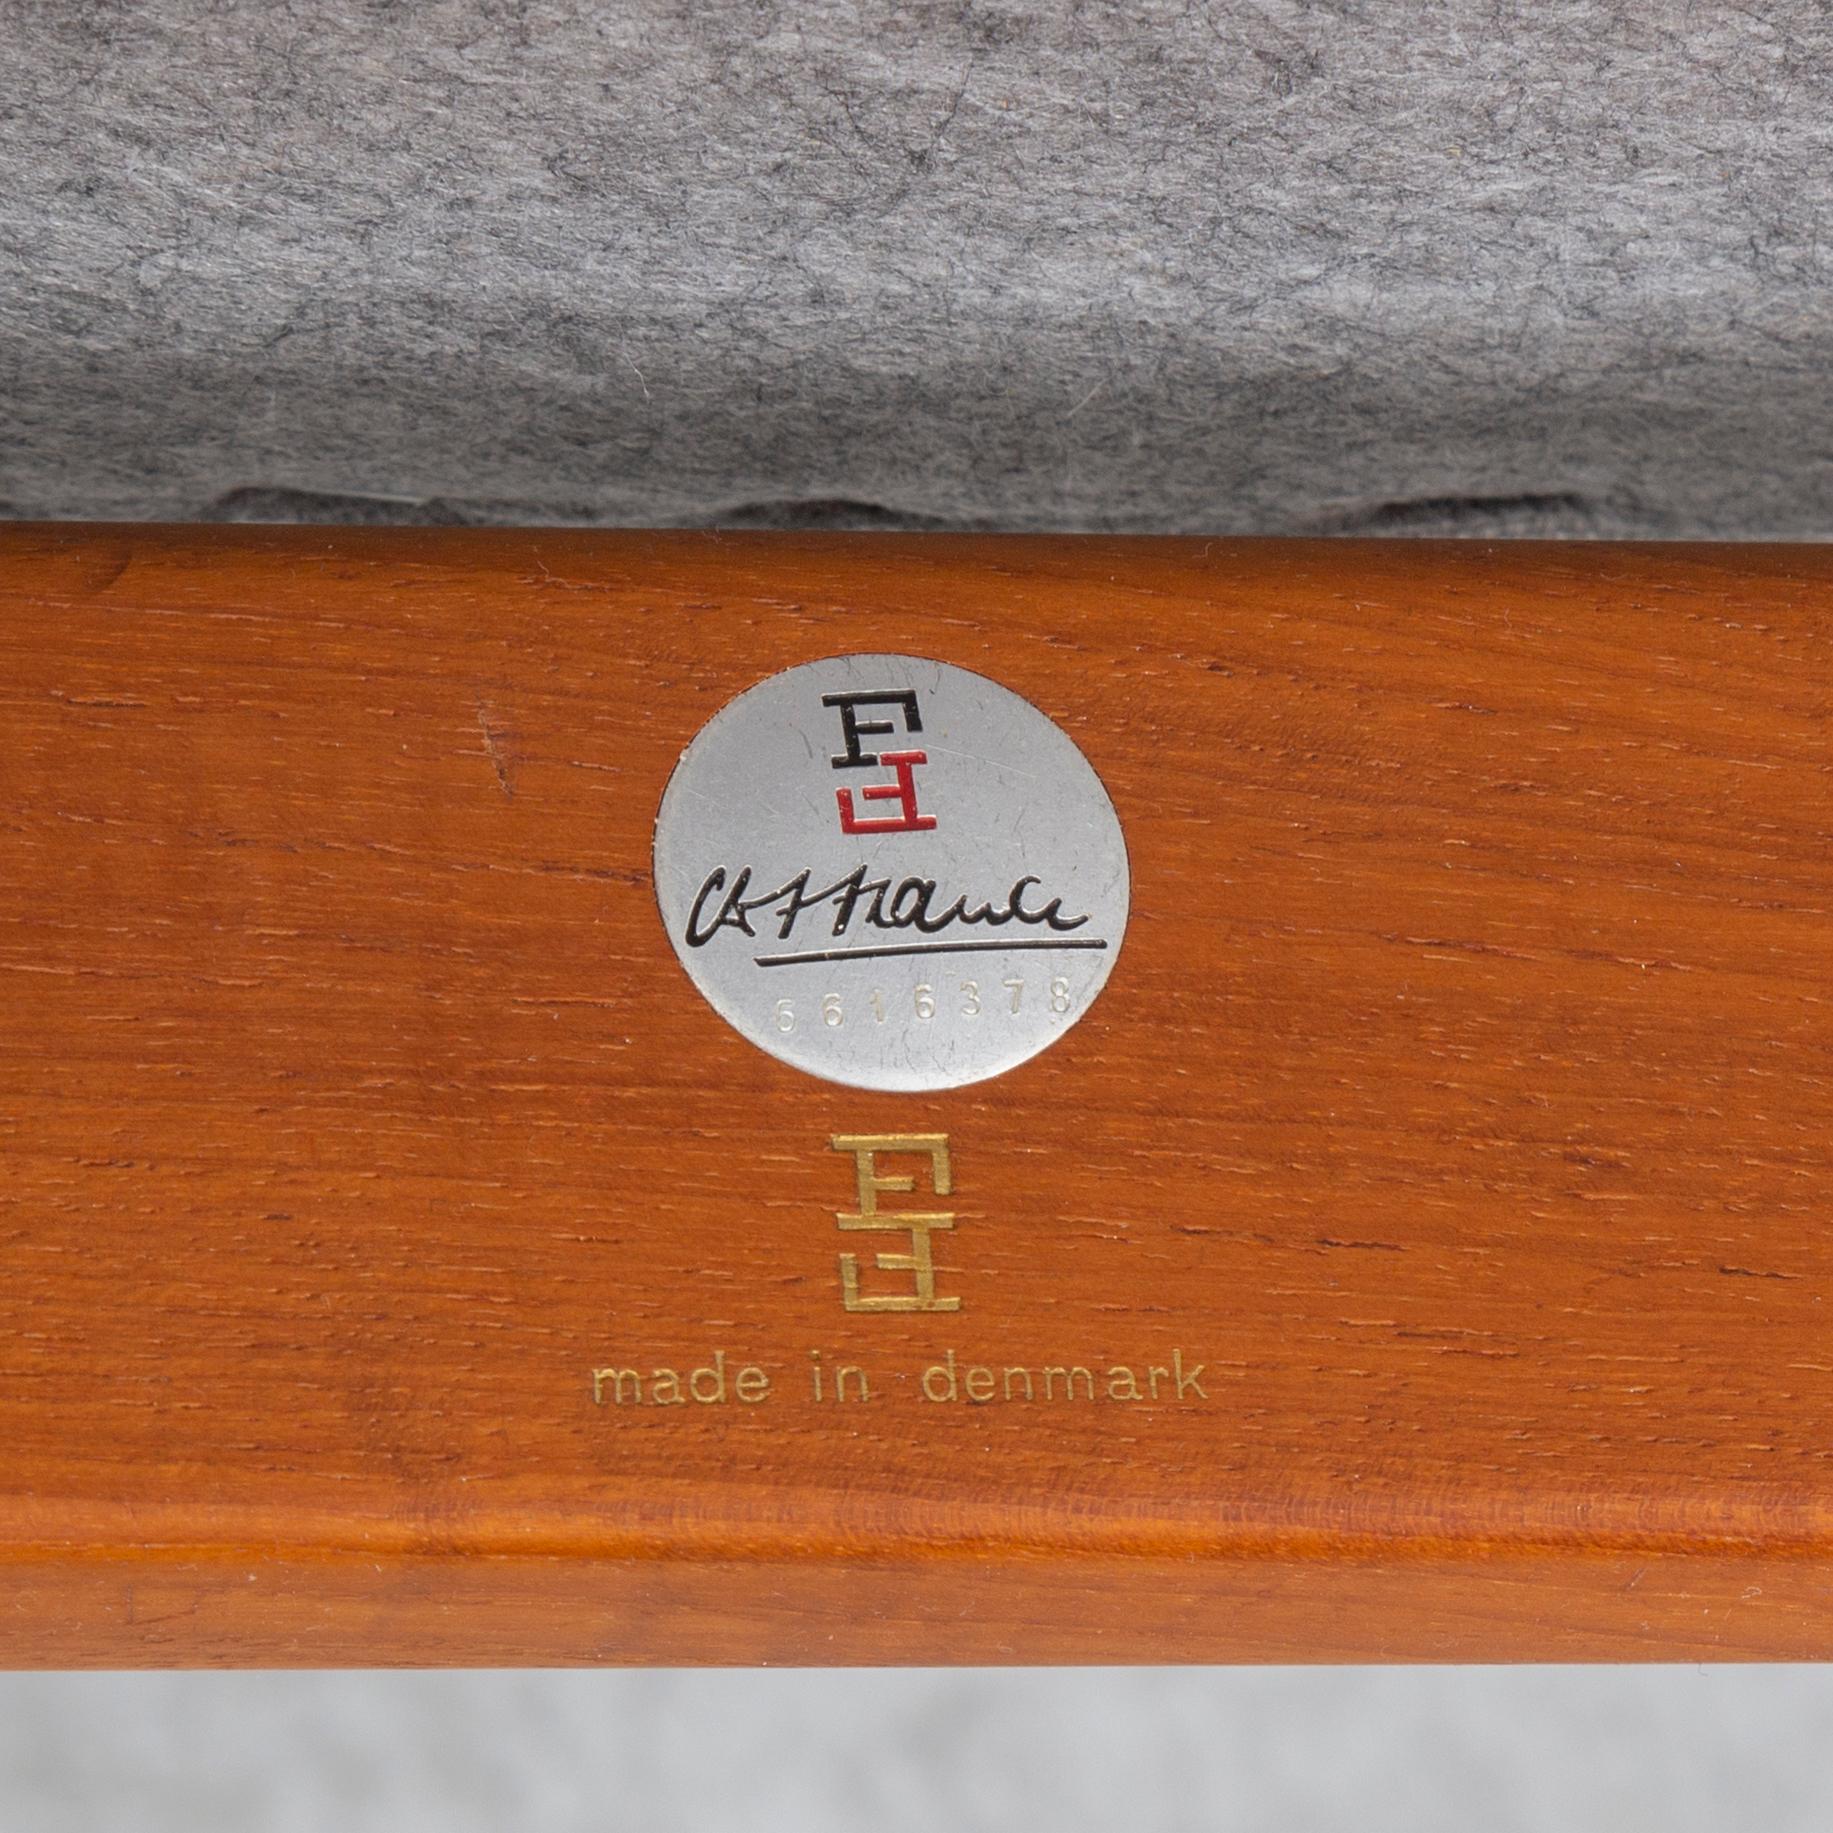 FF
C.A.F. France
6616378
FF
made in denmark